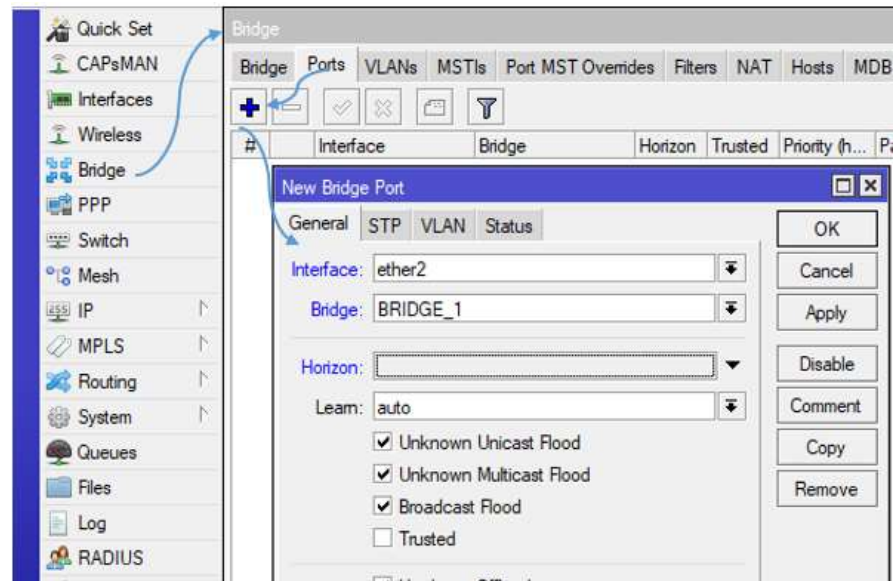 Quick Set
CAPsMAN
Interfaces
Wireless
Bridge
PPP
Switch
Mesh
IP
MPLS
Routing
System
Queues
Files
Log
RADIUS
Bridge
Bridge Ports VLANs MSTIs Port MST Overrides Filters NAT Hosts MDB
# Interface Bridge Horizon Trusted Priority (h...
New Bridge Port
General STP VLAN Status
Interface: ether2
Bridge: BRIDGE_1
Horizon:
Learn: auto
Unknown Unicast Flood
Unknown Multicast Flood
Broadcast Flood
Trusted
OK
Cancel
Apply
Disable
Comment
Copy
Remove